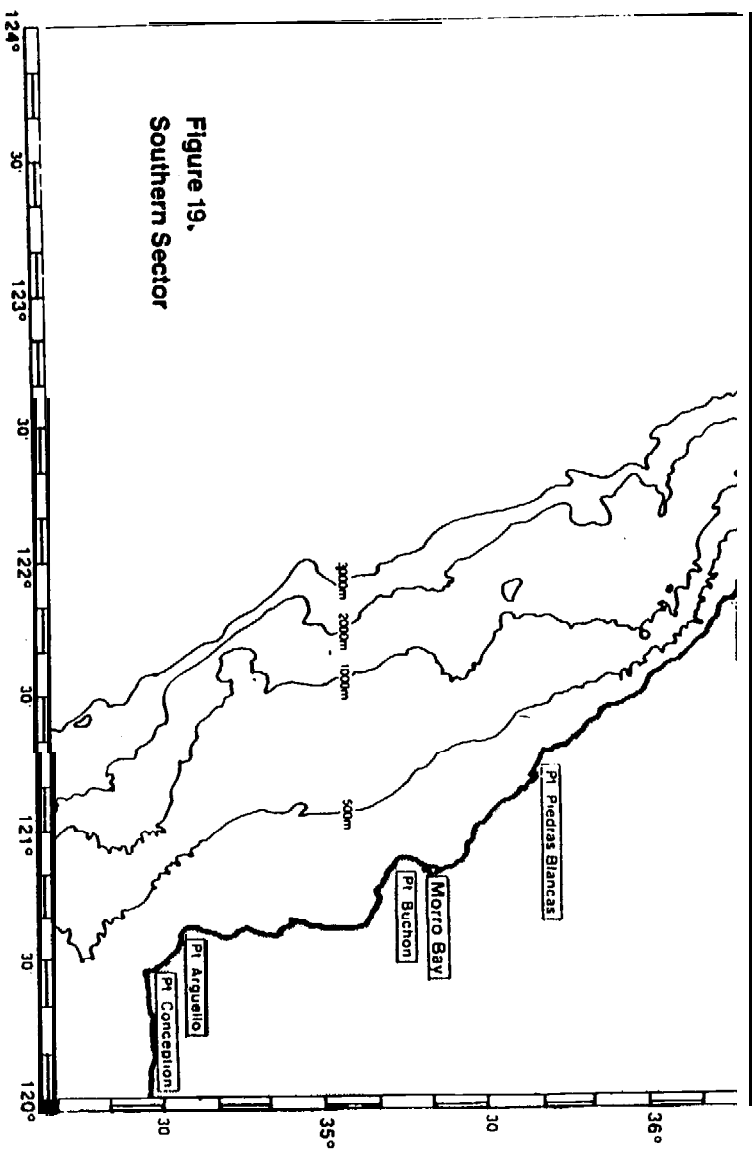 Figure 19.
Southern Sector
36°
30
35°
30
Pt Piedras Blancas
Morro Bay
Pt Buchon
Pt Arguello
Pt Conception
3000m
2000m
1000m
500m
124°
30'
123°
30'
122°
30'
121°
30'
120°